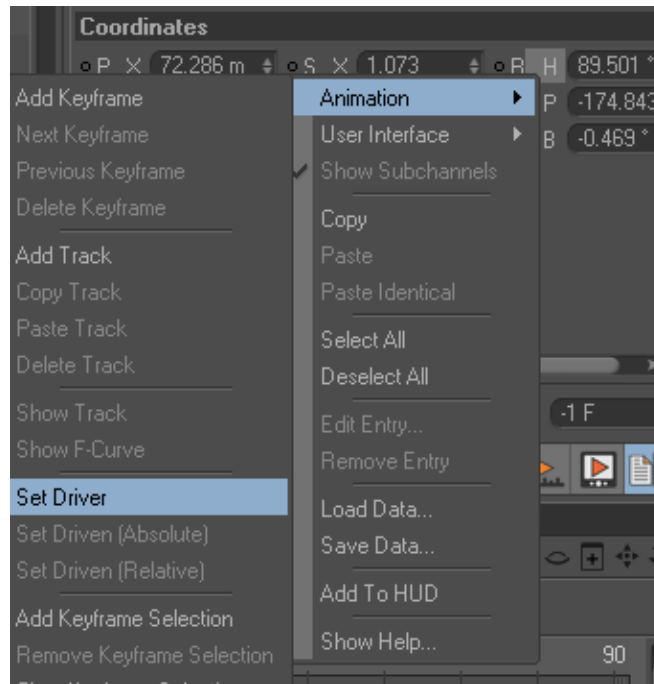 Coordinates
P X 72.286 m S X 1.073 R H 89.501 °
P -174.843
B -0.469 °
Add Keyframe
Next Keyframe
Previous Keyframe
Delete Keyframe
Add Track
Copy Track
Paste Track
Delete Track
Show Track
Show F-Curve
Set Driver
Set Driven (Absolute)
Set Driven (Relative)
Add Keyframe Selection
Remove Keyframe Selection
Animation
User Interface
Show Subchannels
Copy
Paste
Paste Identical
Select All
Deselect All
Edit Entry...
Remove Entry
Load Data...
Save Data...
Add To HUD
Show Help...
-1 F
90